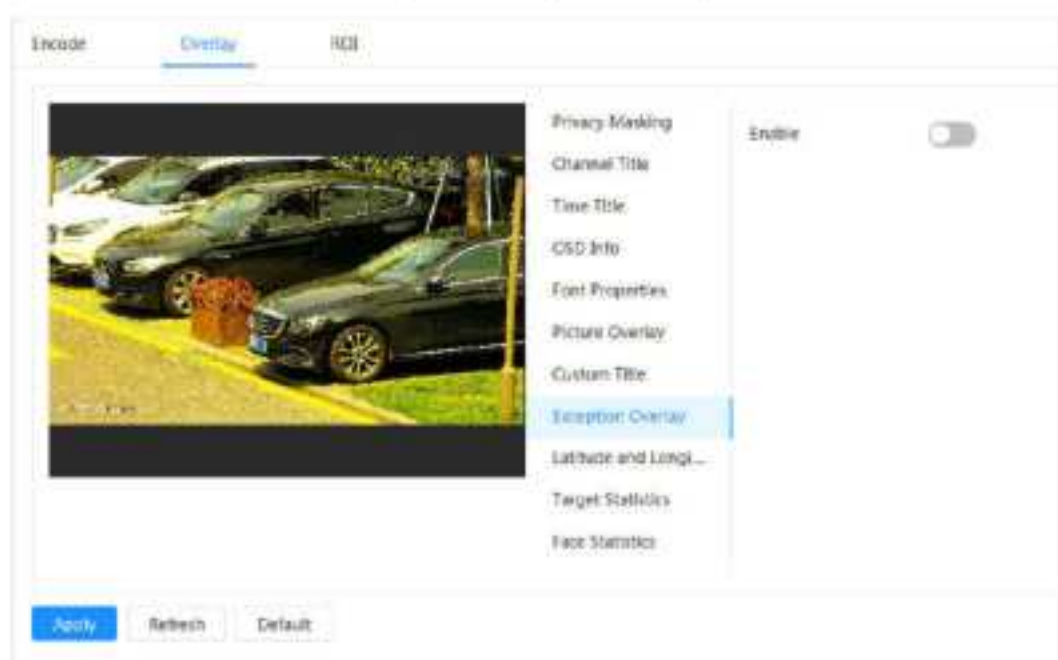 Encode Overlay ROI
Privacy Masking
Enable
Channel Title
Time Title
OSD Info
Font Properties
Picture Overlay
Custom Title
Exception Overlay
Latitude and Longi...
Target Statistics
Face Statistics
Apply Refresh Default